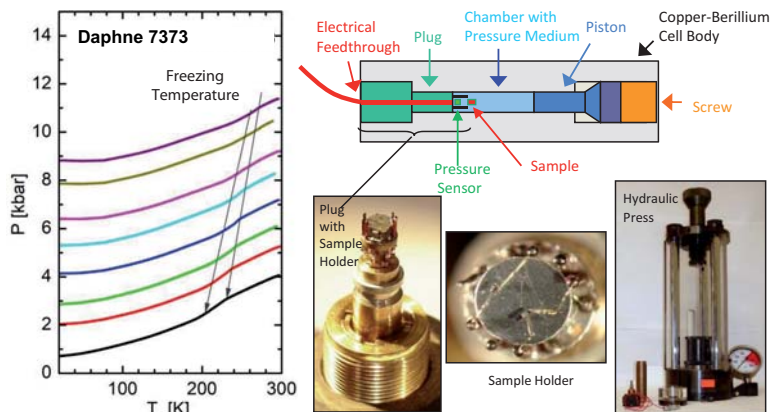 Daphne 7373
Freezing
Temperature
P [kbar]
14
12
10
8
6
4
2
0
100
200
300
T [K]
Electrical
Feedthrough
Plug
Chamber with
Pressure Medium
Piston
Copper-Berillium
Cell Body
Screw
Sample
Pressure
Sensor
Plug
with
Sample
Holder
Sample Holder
Hydraulic
Press